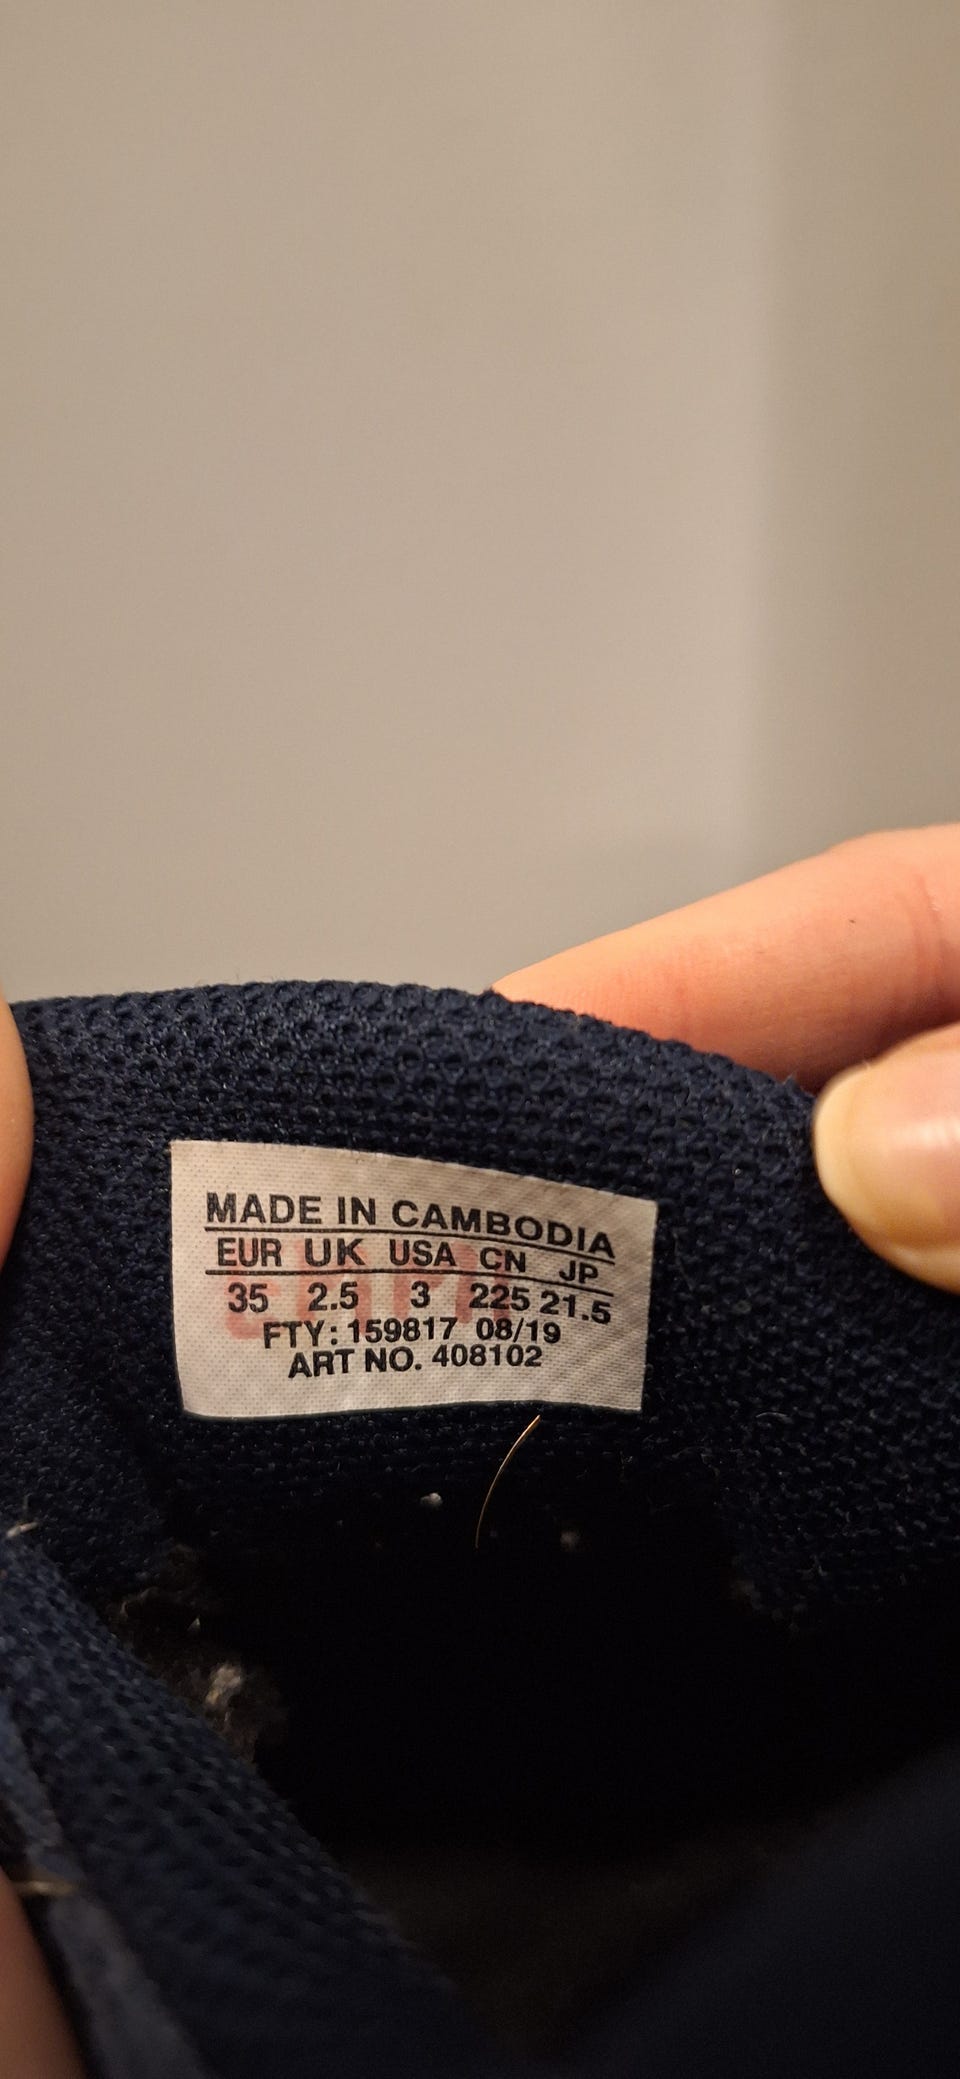 MADE IN CAMBODIA
EUR UK USA CN JP
35 2.5 3 225 21.5
FTY: 159817 08/19
ART NO. 408102